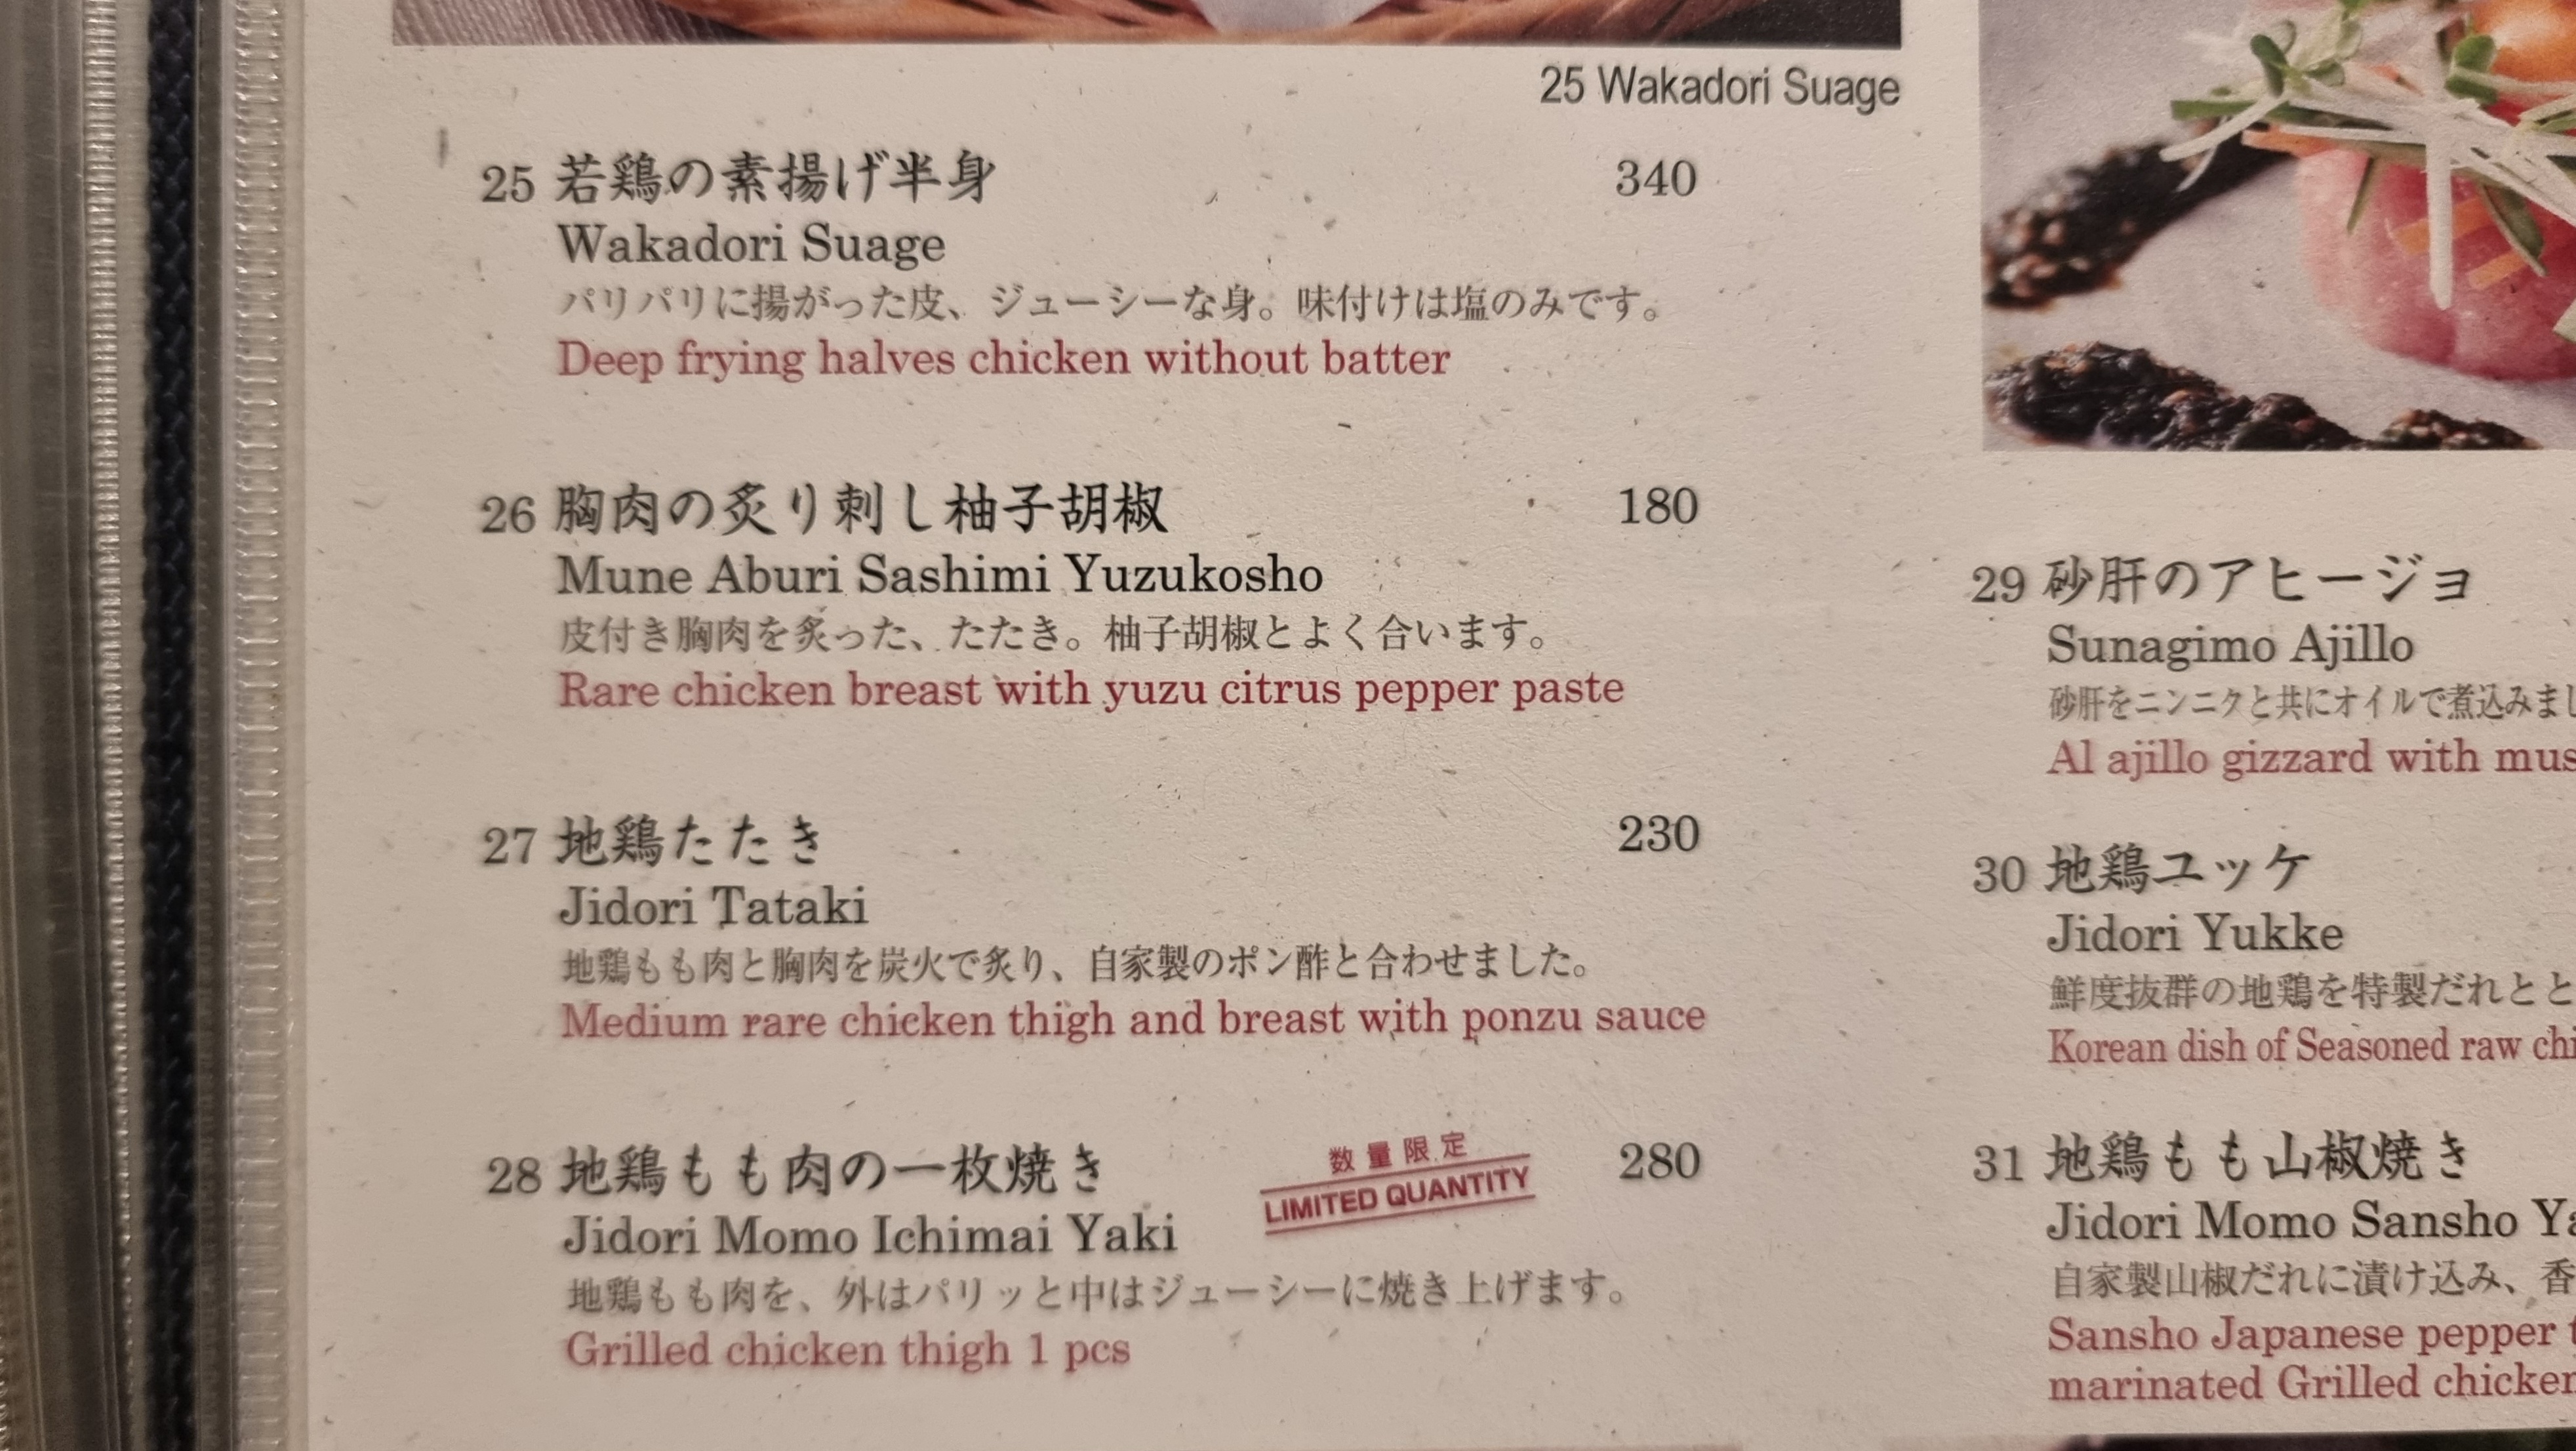 25 Wakadori Suage
25 若鶏の素揚げ半身 340
Wakadori Suage
パリパリに揚がった皮、ジューシーな身。味付けは塩のみです。
Deep frying halves chicken without batter
26 胸肉の炙り刺し柚子胡椒 180
Mune Aburi Sashimi Yuzukosho
皮付き胸肉を炙った、たたき。柚子胡椒とよく合います。
Rare chicken breast with yuzu citrus pepper paste
27 地鶏たたき 230
Jidori Tataki
地鶏もも肉と胸肉を炭火で炙り、自家製のポン酢と合わせました。
Medium rare chicken thigh and breast with ponzu sauce
28 地鶏もも肉の一枚焼き 280
数量限定
LIMITED QUANTITY
Jidori Momo Ichimai Yaki
地鶏もも肉を、外はパリッと中はジューシーに焼き上げます。
Grilled chicken thigh 1 pcs
29 砂肝のアヒージョ
Sunagimo Ajillo
砂肝をニンニクと共にオイルで煮込みまし
Al ajillo gizzard with mus
30 地鶏ユッケ
Jidori Yukke
鮮度抜群の地鶏を特製だれとと
Korean dish of Seasoned raw chi
31 地鶏もも山椒焼き
Jidori Momo Sansho Ya
自家製山椒だれに漬け込み、香
Sansho Japanese pepper
marinated Grilled chicken